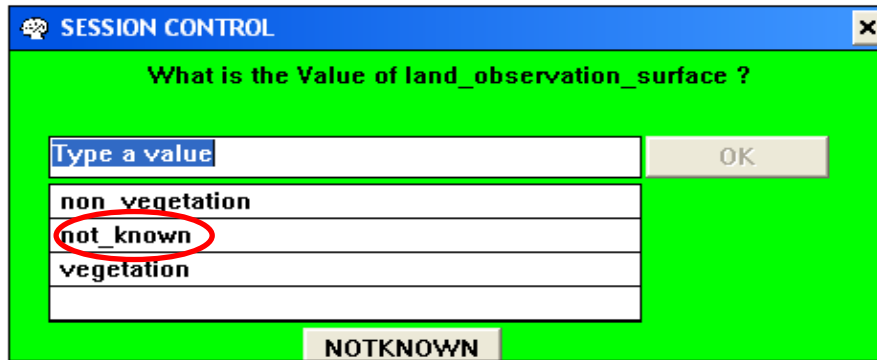 SESSION CONTROL
What is the Value of land_observation_surface ?
Type a value
OK
non_vegetation
not_known
vegetation
NOTKNOWN